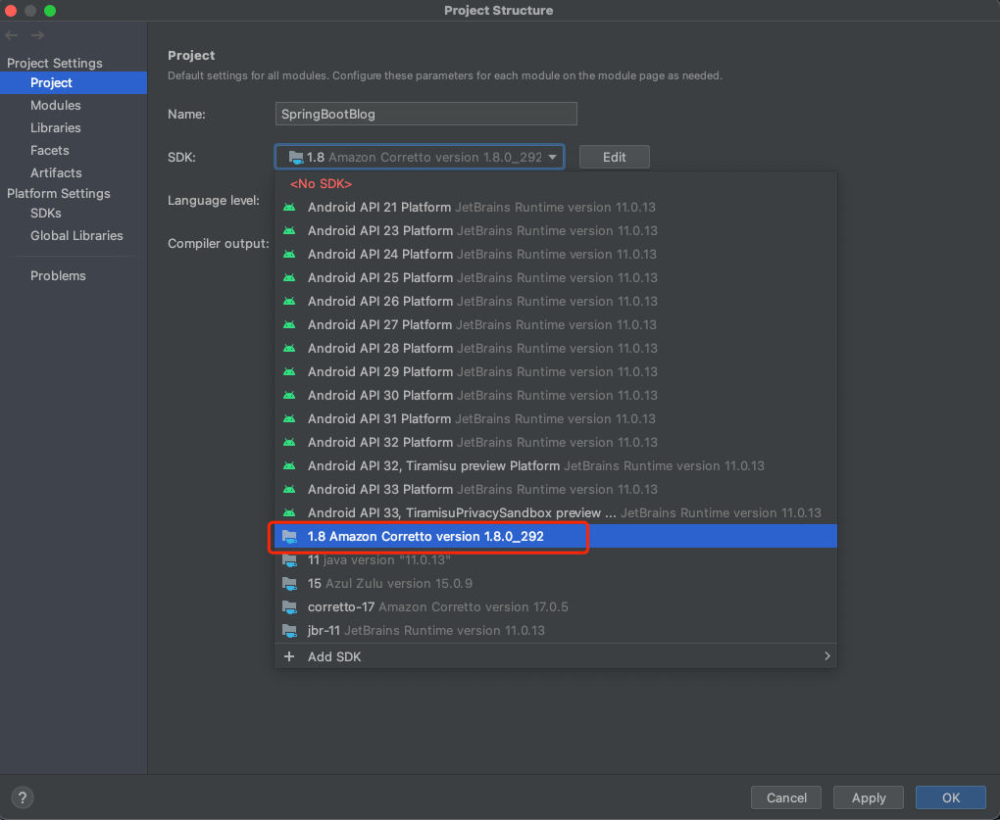 Project Structure
Project Settings
Project
Modules
Libraries
Facets
Artifacts
Platform Settings
SDKs
Global Libraries
Problems
Project
Default settings for all modules. Configure these parameters for each module on the module page as needed.
Name: SpringBootBlog
SDK: 1.8 Amazon Corretto version 1.8.0_292 Edit
Language level:
Compiler output:
<No SDK>
Android API 21 Platform JetBrains Runtime version 11.0.13
Android API 23 Platform JetBrains Runtime version 11.0.13
Android API 24 Platform JetBrains Runtime version 11.0.13
Android API 25 Platform JetBrains Runtime version 11.0.13
Android API 26 Platform JetBrains Runtime version 11.0.13
Android API 27 Platform JetBrains Runtime version 11.0.13
Android API 28 Platform JetBrains Runtime version 11.0.13
Android API 29 Platform JetBrains Runtime version 11.0.13
Android API 30 Platform JetBrains Runtime version 11.0.13
Android API 31 Platform JetBrains Runtime version 11.0.13
Android API 32 Platform JetBrains Runtime version 11.0.13
Android API 32, Tiramisu preview Platform JetBrains Runtime version 11.0.13
Android API 33 Platform JetBrains Runtime version 11.0.13
Android API 33, TiramisuPrivacySandbox preview ... JetBrains Runtime version 11.0.13
1.8 Amazon Corretto version 1.8.0_292
11 java version "11.0.13"
15 Azul Zulu version 15.0.9
corretto-17 Amazon Corretto version 17.0.5
jbr-11 JetBrains Runtime version 11.0.13
+ Add SDK
? Cancel Apply OK